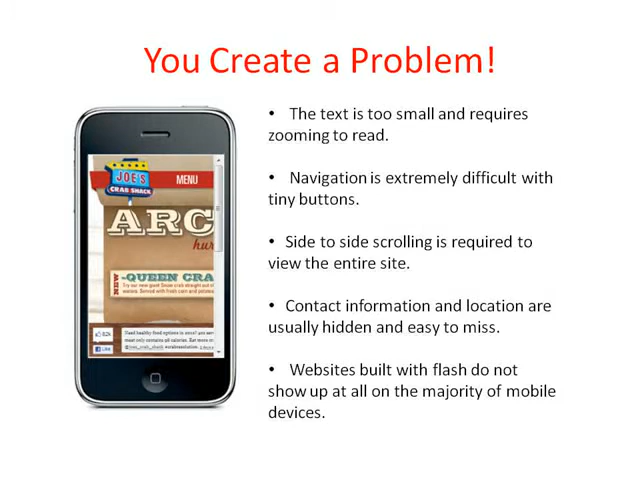 You Create a Problem!
• The text is too small and requires
zooming to read.
• Navigation is extremely difficult with
tiny buttons.
• Side to side scrolling is required to
view the entire site.
• Contact information and location are
usually hidden and easy to miss.
• Websites built with flash do not
show up at all on the majority of mobile
devices.
JOE'S
CRAB SHACK
MENU
ARC
hur
NEW
-QUEEN CRA
Like